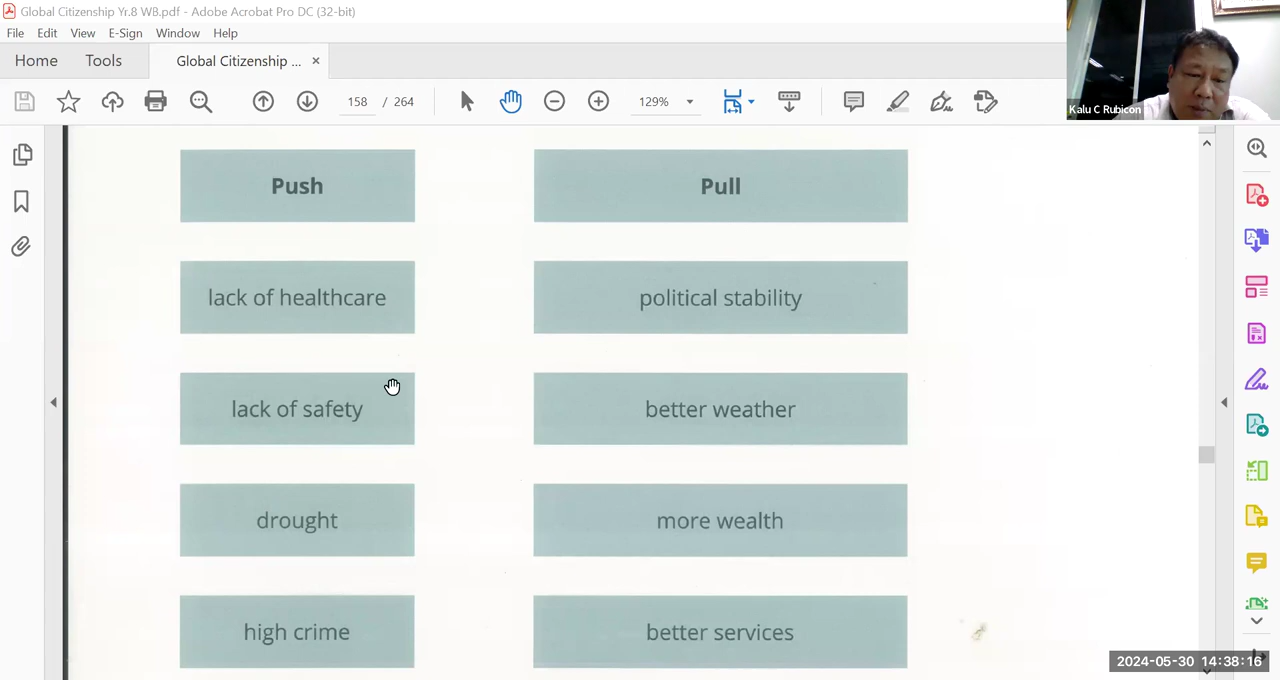 Global Citizenship Yr.8 WB.pdf - Adobe Acrobat Pro DC (32-bit)
File Edit View E-Sign Window Help
Home Tools Global Citizenship ... ×
158 / 264 129%
Kalu C Rubicon
Push Pull
lack of healthcare political stability
lack of safety better weather
drought more wealth
high crime better services
2024-05-30 14:38:16